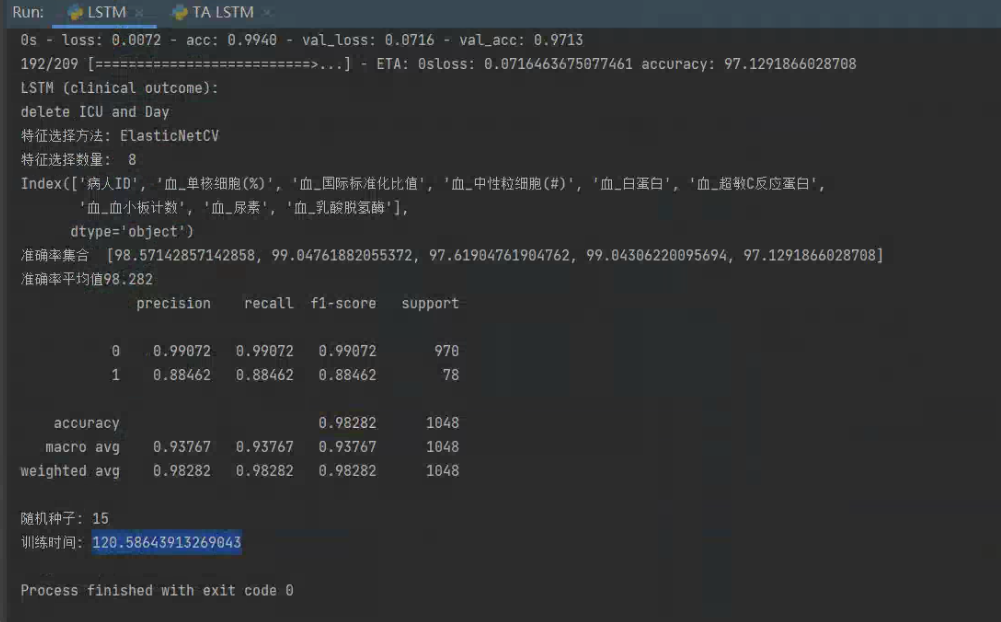 Run: LSTM × TA LSTM ×
0s - loss: 0.0072 - acc: 0.9940 - val_loss: 0.0716 - val_acc: 0.9713
192/209 [==========================>...] - ETA: 0sloss: 0.0716463675077461 accuracy: 97.1291866028708
LSTM (clinical outcome):
delete ICU and Day
特征选择方法: ElasticNetCV
特征选择数量:  8
Index(['病人ID', '血_单核细胞(%)', '血_国际标准化比值', '血_中性粒细胞(#)', '血_白蛋白', '血_超敏C反应蛋白',
'血_血小板计数', '血_尿素', '血_乳酸脱氢酶'],
dtype='object')
准确率集合  [98.57142857142858, 99.04761882055372, 97.61904761904762, 99.04306220095694, 97.1291866028708]
准确率平均值98.282
precision recall f1-score support
0 0.99072 0.99072 0.99072 970
1 0.88462 0.88462 0.88462 78
accuracy 0.98282 1048
macro avg 0.93767 0.93767 0.93767 1048
weighted avg 0.98282 0.98282 0.98282 1048
随机种子: 15
训练时间: 120.58643913269043
Process finished with exit code 0